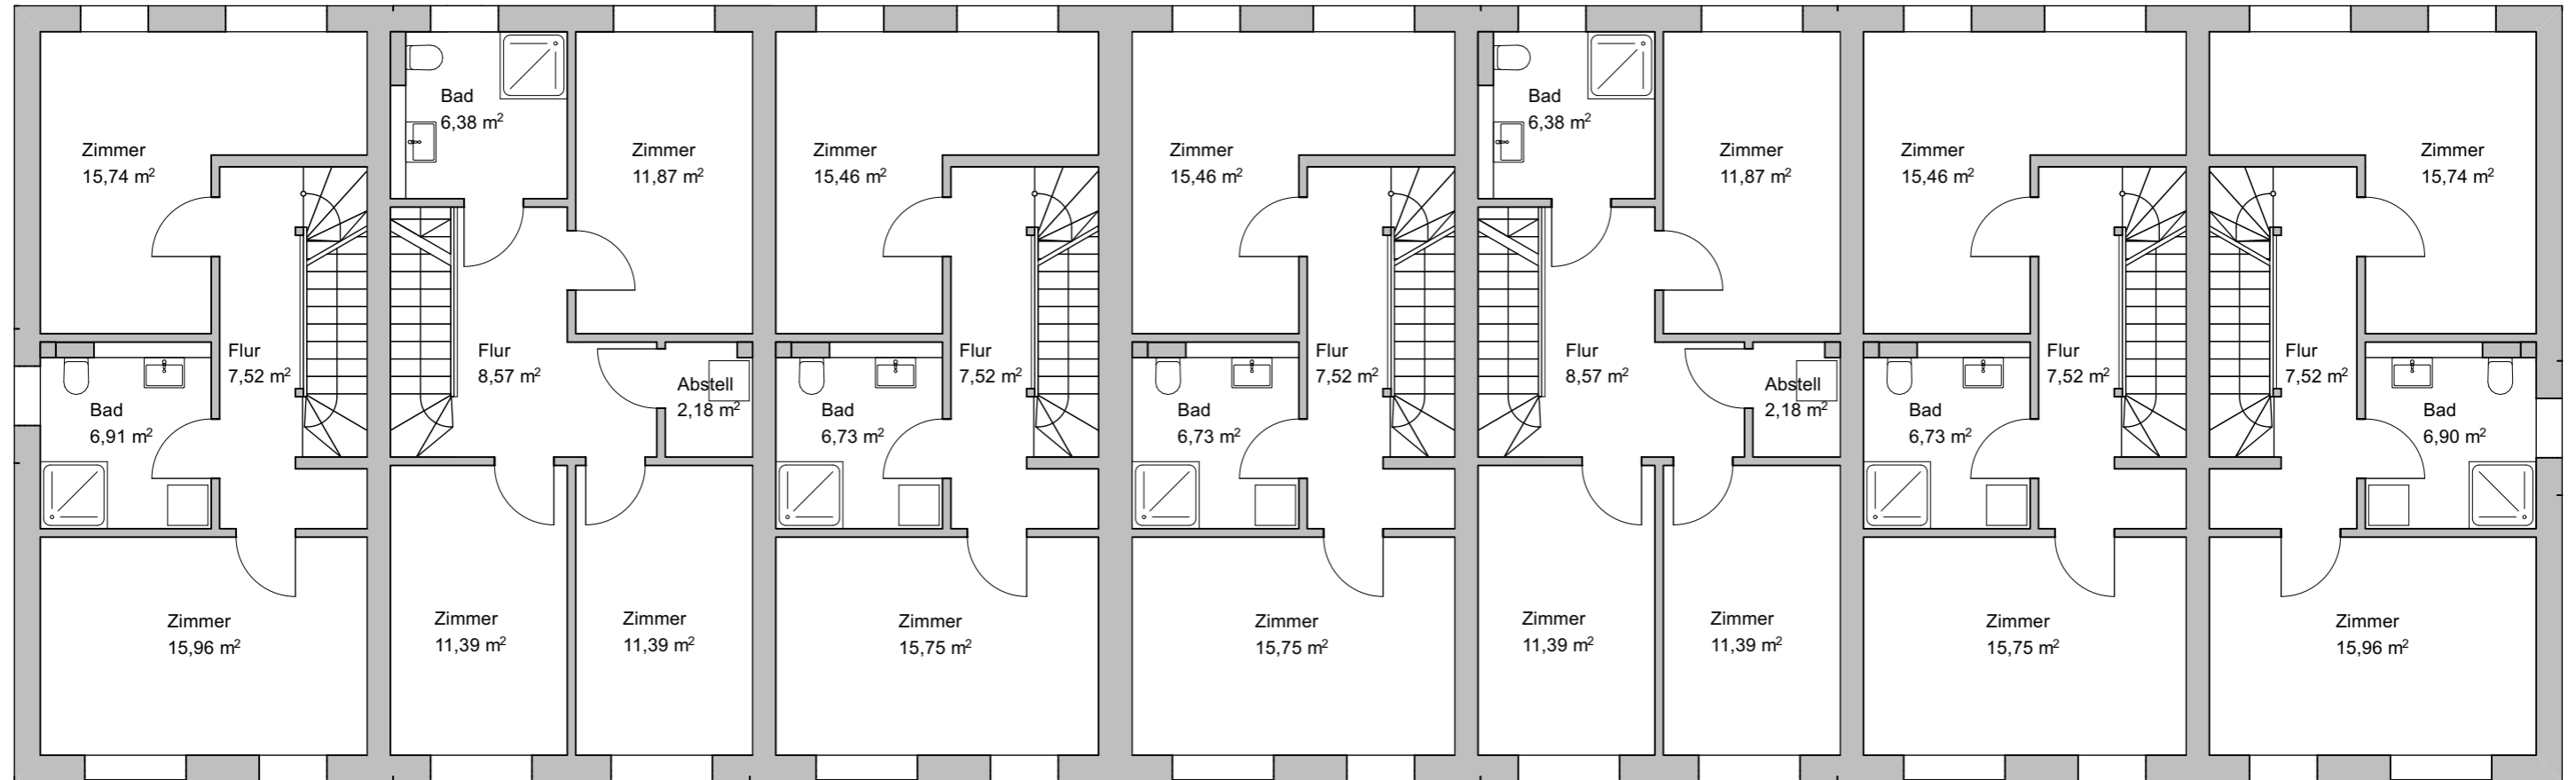 Zimmer
15,74 m²
Bad
6,38 m²
Zimmer
11,87 m²
Zimmer
15,46 m²
Zimmer
15,46 m²
Bad
6,38 m²
Zimmer
11,87 m²
Zimmer
15,46 m²
Zimmer
15,74 m²
Flur
7,52 m²
Flur
8,57 m²
Abstell
2,18 m²
Flur
7,52 m²
Flur
7,52 m²
Flur
8,57 m²
Abstell
2,18 m²
Flur
7,52 m²
Flur
7,52 m²
Bad
6,91 m²
Bad
6,73 m²
Bad
6,73 m²
Bad
6,73 m²
Bad
6,90 m²
Zimmer
15,96 m²
Zimmer
11,39 m²
Zimmer
11,39 m²
Zimmer
15,75 m²
Zimmer
15,75 m²
Zimmer
11,39 m²
Zimmer
11,39 m²
Zimmer
15,75 m²
Zimmer
15,96 m²